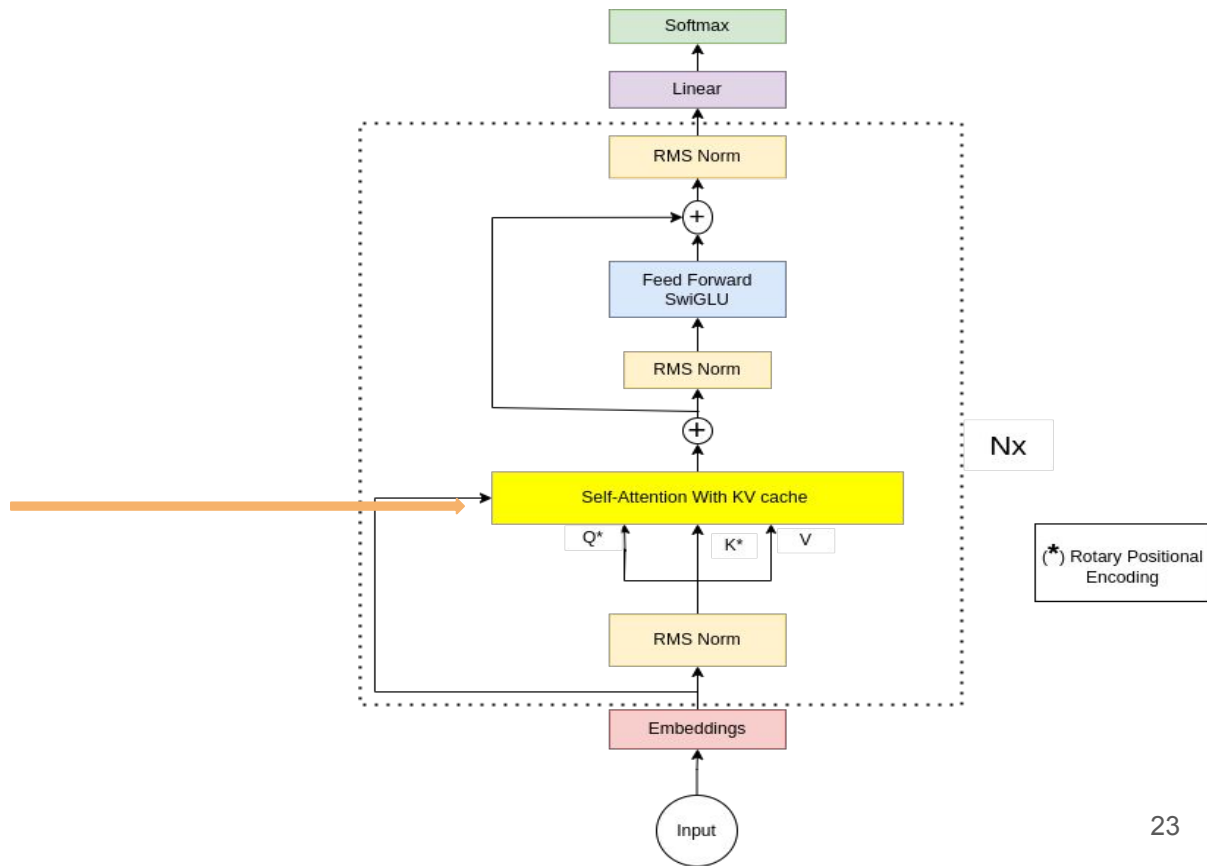 Softmax
Linear
RMS Norm
+
Feed Forward
SwiGLU
RMS Norm
+
Nx
Self-Attention With KV cache
Q*
K*
V
(*) Rotary Positional
Encoding
RMS Norm
Embeddings
Input
23